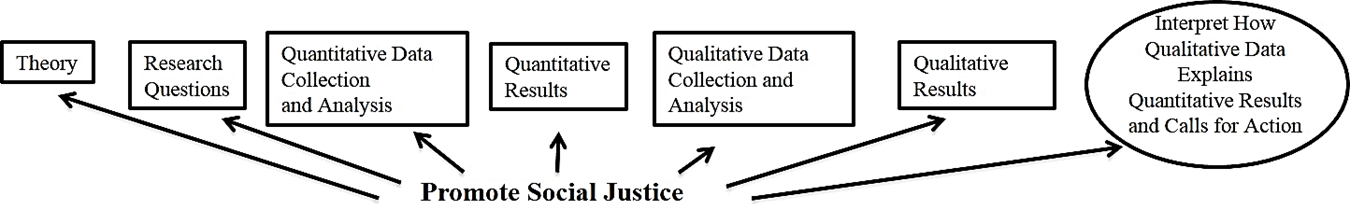 Theory
Research
Questions
Quantitative Data
Collection
and Analysis
Quantitative
Results
Qualitative Data
Collection and
Analysis
Qualitative
Results
Interpret How
Qualitative Data
Explains
Quantitative Results
and Calls for Action
Promote Social Justice